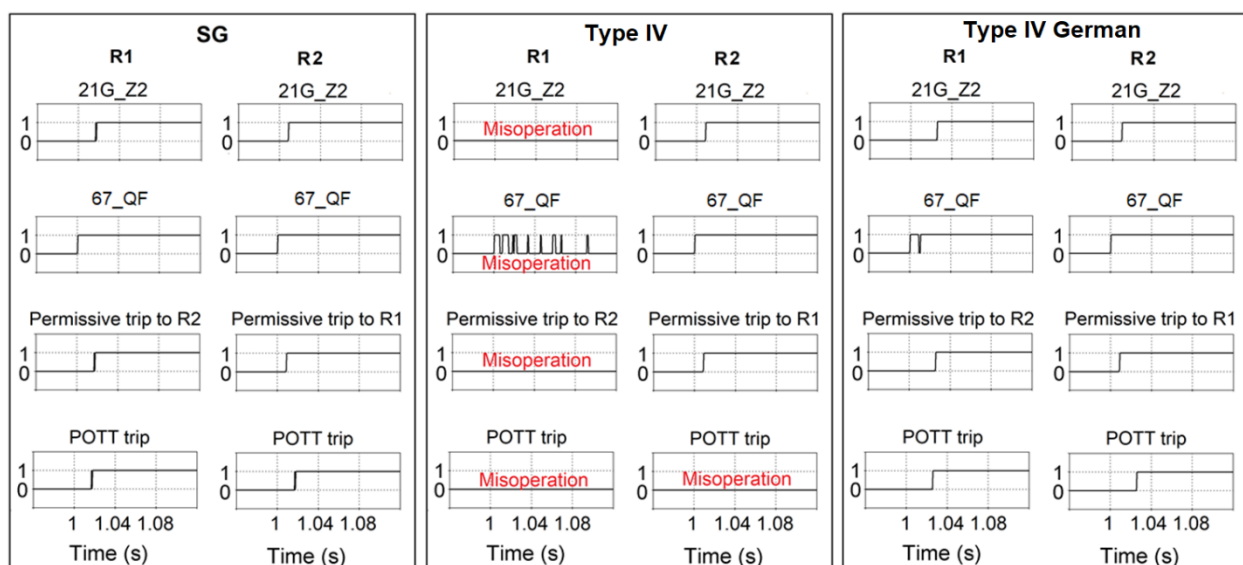 SG
R1 R2
21G_Z2 21G_Z2
1 1
0 0
67_QF 67_QF
1 1
0 0
Permissive trip to R2 Permissive trip to R1
1 1
0 0
POTT trip POTT trip
1 1
0 0
1 1.04 1.08 1 1.04 1.08
Time (s) Time (s)
Type IV
R1 R2
21G_Z2 21G_Z2
1 Misoperation 1
0 0
67_QF 67_QF
1 1
0 Misoperation 0
Permissive trip to R2 Permissive trip to R1
1 Misoperation 1
0 0
POTT trip POTT trip
1 Misoperation 1 Misoperation
0 0
1 1.04 1.08 1 1.04 1.08
Time (s) Time (s)
Type IV German
R1 R2
21G_Z2 21G_Z2
1 1
0 0
67_QF 67_QF
1 1
0 0
Permissive trip to R2 Permissive trip to R1
1 1
0 0
POTT trip POTT trip
1 1
0 0
1 1.04 1.08 1 1.04 1.08
Time (s) Time (s)